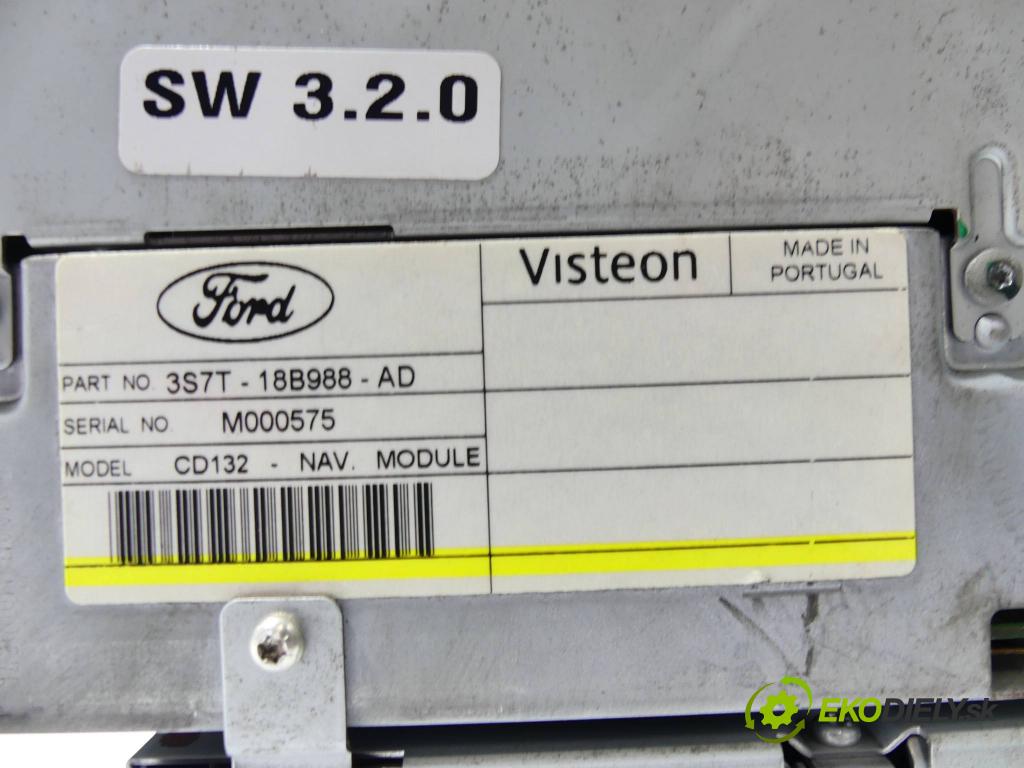 SW 3.2.0
Ford
Visteon
MADE IN
PORTUGAL
PART NO. 3S7T - 18B988 - AD
SERIAL NO. M000575
MODEL CD132 - NAV. MODULE
EKODIELY.sk